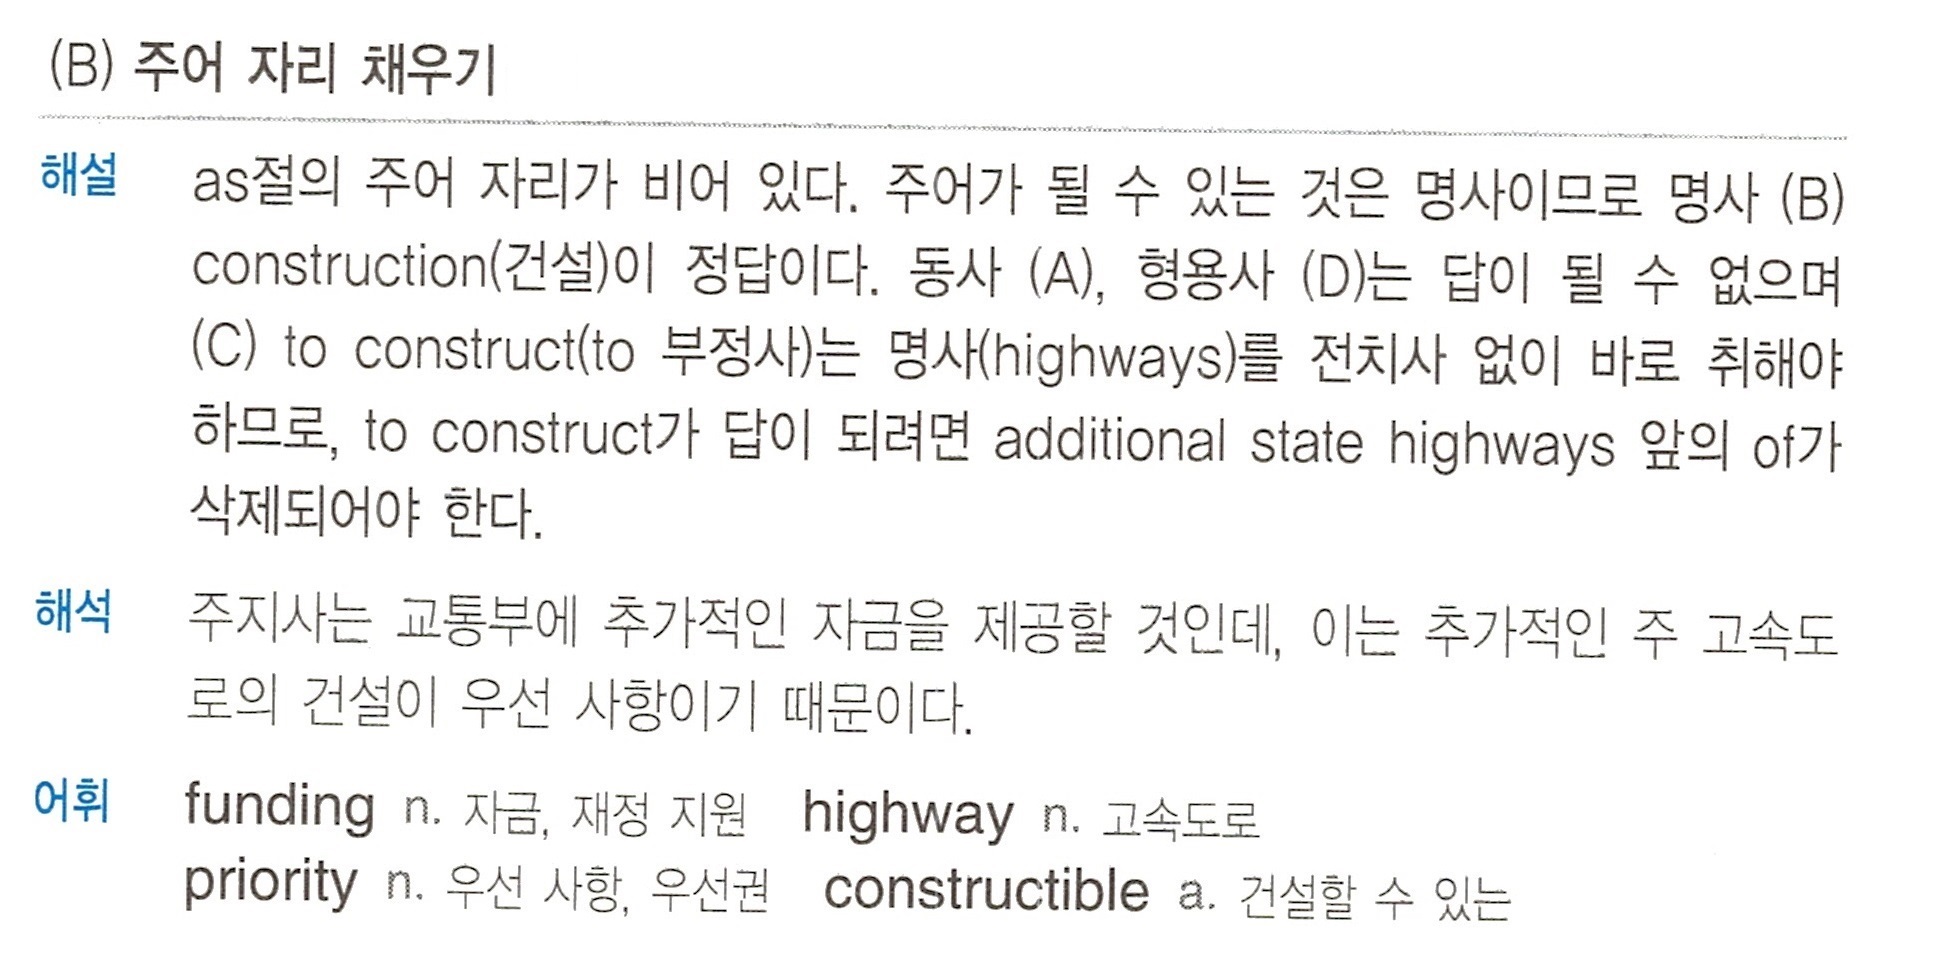 (B) 주어 자리 채우기
해설 as절의 주어 자리가 비어 있다. 주어가 될 수 있는 것은 명사이므로 명사 (B)
construction(건설)이 정답이다. 동사 (A), 형용사 (D)는 답이 될 수 없으며
(C) to construct(to 부정사)는 명사(highways)를 전치사 없이 바로 취해야
하므로, to construct가 답이 되려면 additional state highways 앞의 of가
삭제되어야 한다.
해석 주지사는 교통부에 추가적인 자금을 제공할 것인데, 이는 추가적인 주 고속도
로의 건설이 우선 사항이기 때문이다.
어휘 funding n. 자금, 재정 지원 highway n. 고속도로
priority n. 우선 사항, 우선권 constructible a. 건설할 수 있는